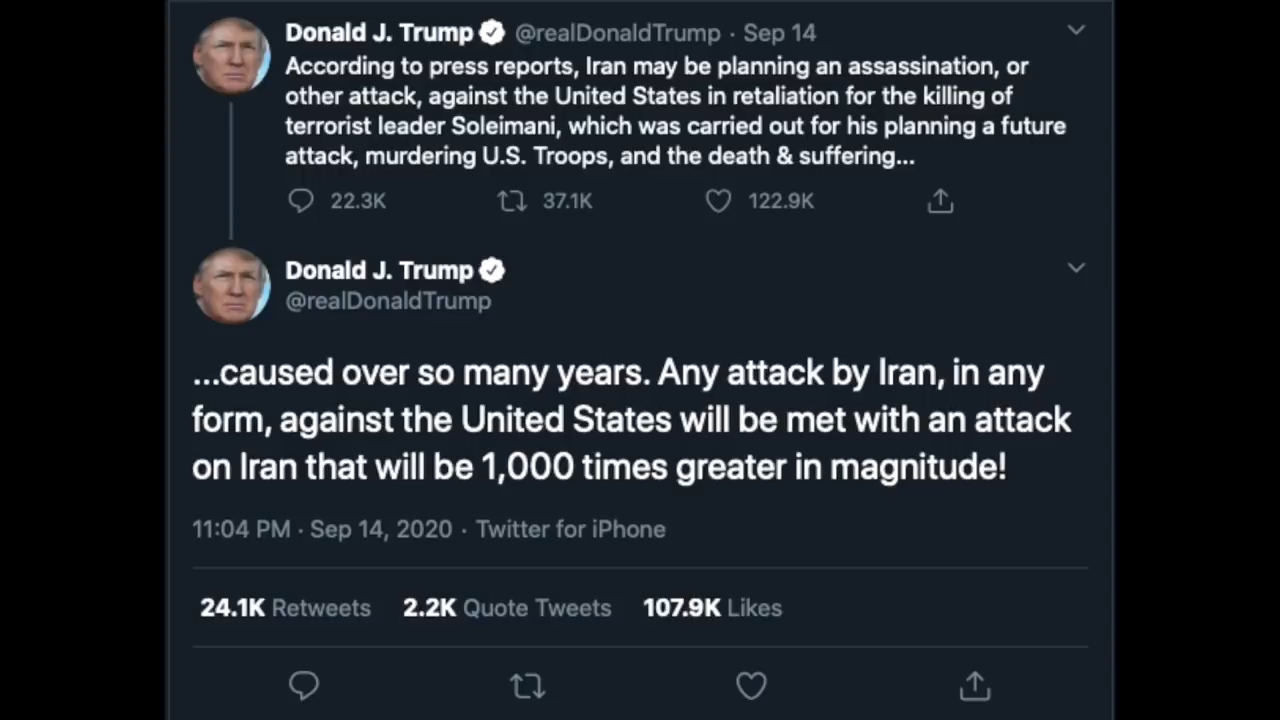 Donald J. Trump @realDonaldTrump · Sep 14
According to press reports, Iran may be planning an assassination, or
other attack, against the United States in retaliation for the killing of
terrorist leader Soleimani, which was carried out for his planning a future
attack, murdering U.S. Troops, and the death & suffering...
22.3K 37.1K 122.9K
Donald J. Trump
@realDonaldTrump
...caused over so many years. Any attack by Iran, in any
form, against the United States will be met with an attack
on Iran that will be 1,000 times greater in magnitude!
11:04 PM · Sep 14, 2020 · Twitter for iPhone
24.1K Retweets 2.2K Quote Tweets 107.9K Likes